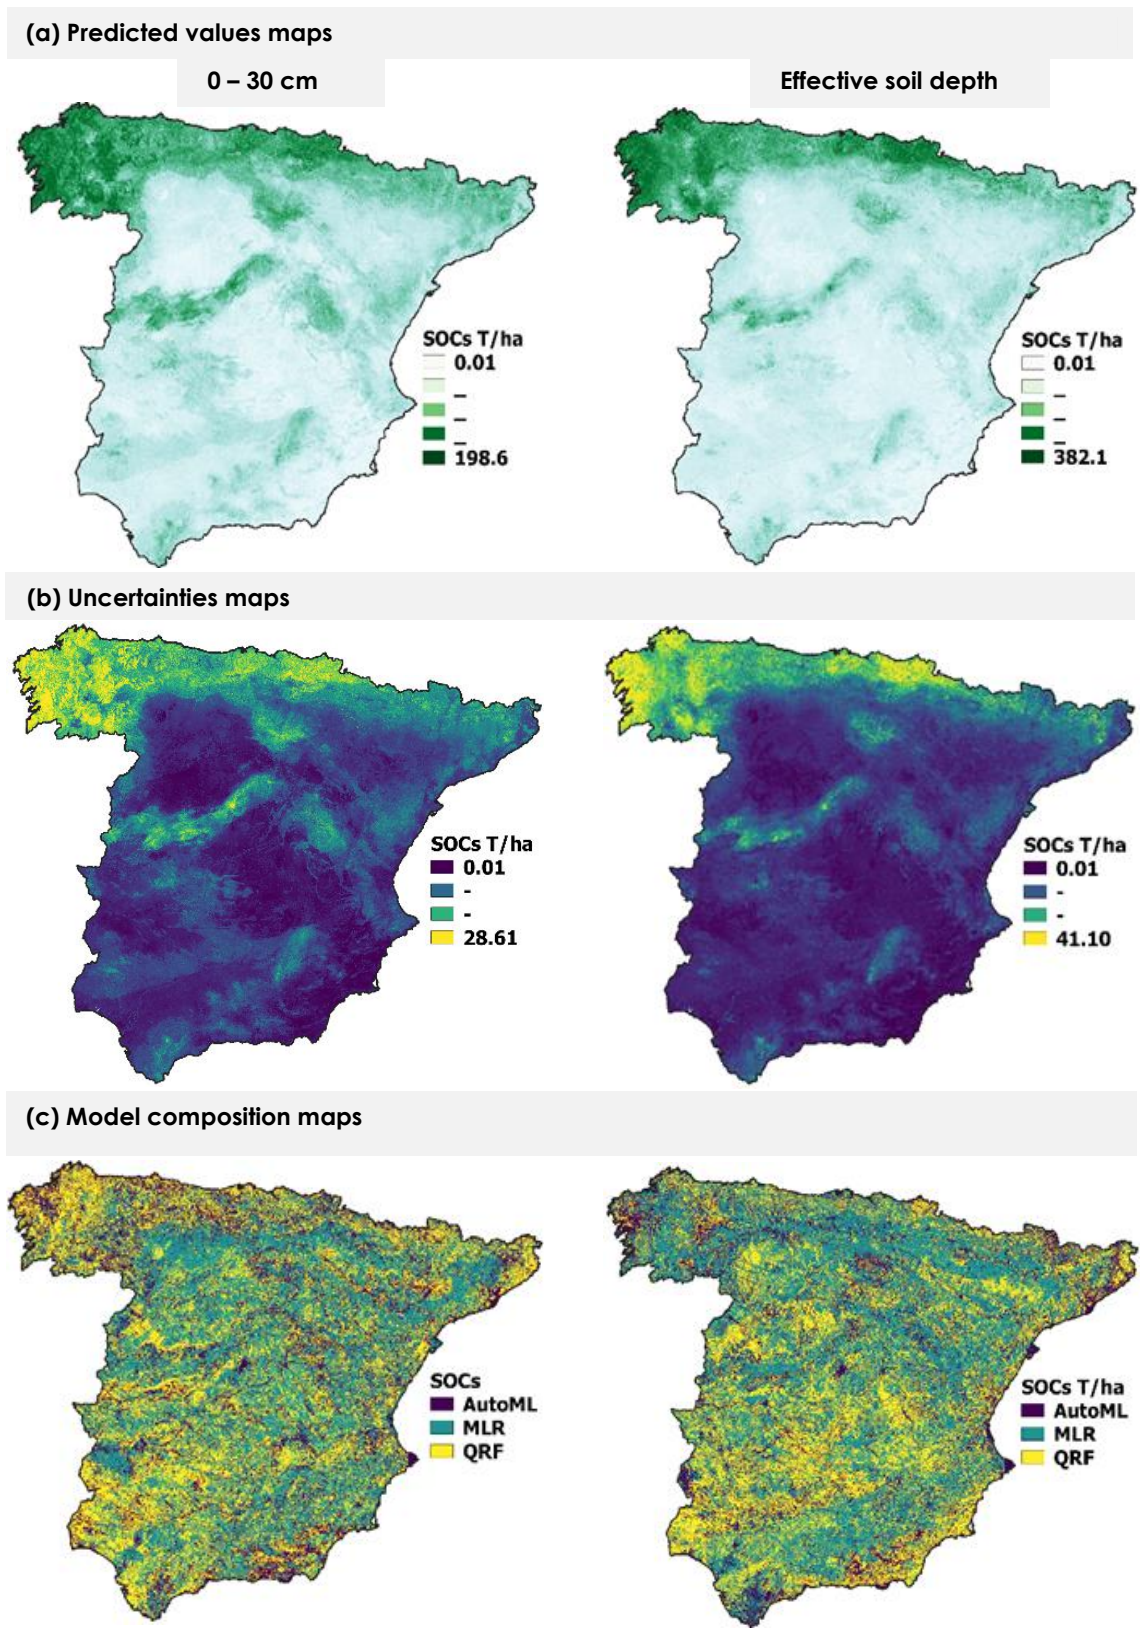 (a) Predicted values maps
0 – 30 cm
Effective soil depth
SOCs T/ha
0.01
_
_
_
198.6
SOCs T/ha
0.01
_
_
_
382.1
(b) Uncertainties maps
SOCs T/ha
0.01
-
-
28.61
SOCs T/ha
0.01
-
-
41.10
(c) Model composition maps
SOCs
AutoML
MLR
QRF
SOCs T/ha
AutoML
MLR
QRF